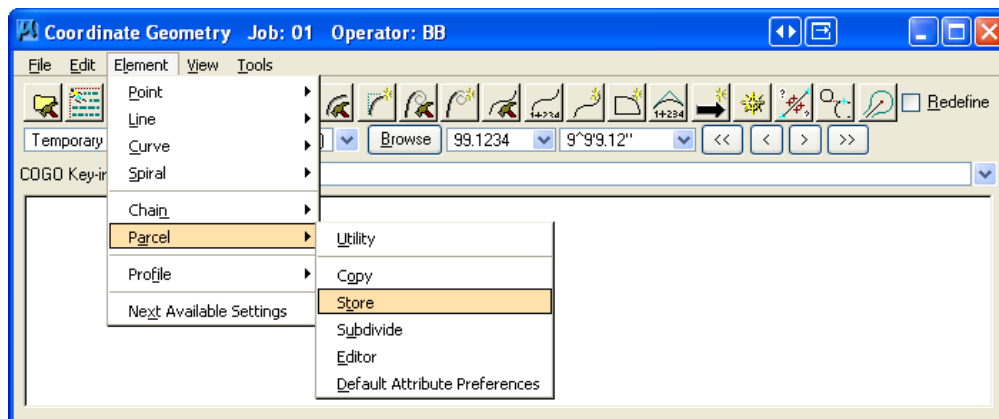 Coordinate Geometry Job: 01 Operator: BB
File Edit Element View Tools
Redefine
Temporary
Browse 99.1234 9^9'9.12" << < > >>
COGO Key-in
Point
Line
Curve
Spiral
Chain
Parcel
Profile
Next Available Settings
Utility
Copy
Store
Subdivide
Editor
Default Attribute Preferences